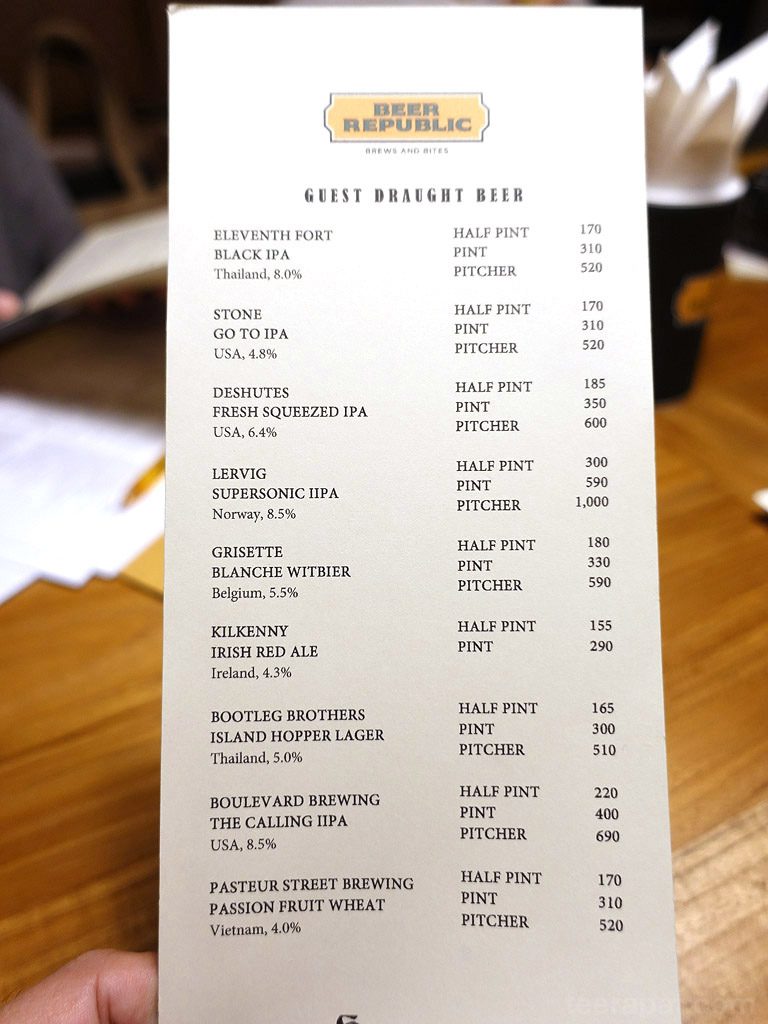 BEER
REPUBLIC
BREWS AND BITES
GUEST DRAUGHT BEER
ELEVENTH FORT HALF PINT 170
BLACK IPA PINT 310
Thailand, 8.0% PITCHER 520
STONE HALF PINT 170
GO TO IPA PINT 310
USA, 4.8% PITCHER 520
DESHUTES HALF PINT 185
FRESH SQUEEZED IPA PINT 350
USA, 6.4% PITCHER 600
LERVIG HALF PINT 300
SUPERSONIC IIPA PINT 590
Norway, 8.5% PITCHER 1,000
GRISETTE HALF PINT 180
BLANCHE WITBIER PINT 330
Belgium, 5.5% PITCHER 590
KILKENNY HALF PINT 155
IRISH RED ALE PINT 290
Ireland, 4.3%
BOOTLEG BROTHERS HALF PINT 165
ISLAND HOPPER LAGER PINT 300
Thailand, 5.0% PITCHER 510
BOULEVARD BREWING HALF PINT 220
THE CALLING IIPA PINT 400
USA, 8.5% PITCHER 690
PASTEUR STREET BREWING HALF PINT 170
PASSION FRUIT WHEAT PINT 310
Vietnam, 4.0% PITCHER 520